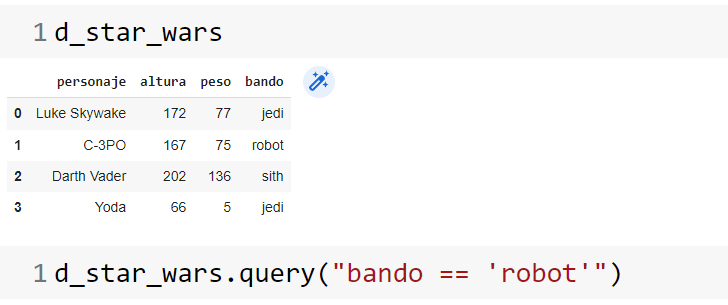 1 d_star_wars
personaje altura peso bando
0 Luke Skywake 172 77 jedi
1 C-3PO 167 75 robot
2 Darth Vader 202 136 sith
3 Yoda 66 5 jedi
1 d_star_wars.query("bando == 'robot'")